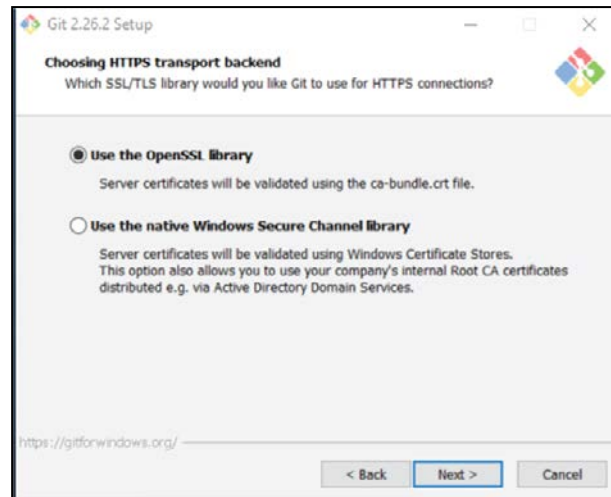 Git 2.26.2 Setup
Choosing HTTPS transport backend
Which SSL/TLS library would you like Git to use for HTTPS connections?
Use the OpenSSL library
Server certificates will be validated using the ca-bundle.crt file.
Use the native Windows Secure Channel library
Server certificates will be validated using Windows Certificate Stores.
This option also allows you to use your company's internal Root CA certificates
distributed e.g. via Active Directory Domain Services.
https://gitforwindows.org/
< Back Next > Cancel